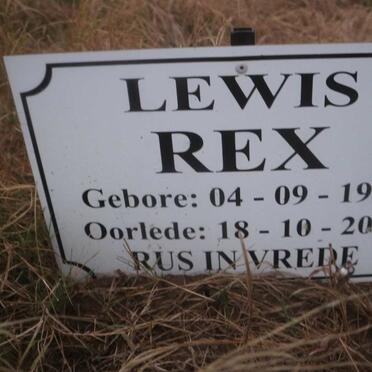 LEWIS
REX
Gebore: 04 - 09 - 19
Oorlede: 18 - 10 - 20
RUS IN VREDE